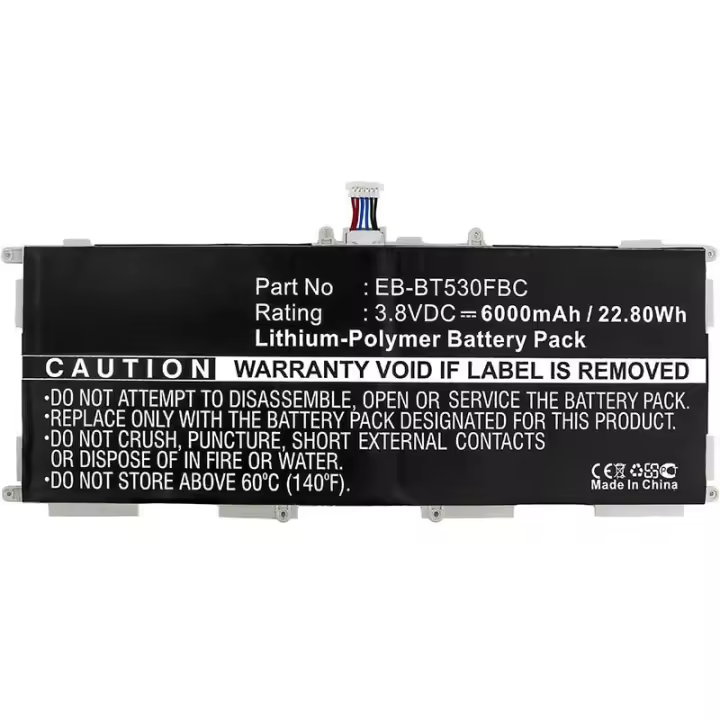 Part No : EB-BT530FBC
Rating : 3.8VDC⎓6000mAh / 22.80Wh
Lithium-Polymer Battery Pack
CAUTION WARRANTY VOID IF LABEL IS REMOVED
•DO NOT ATTEMPT TO DISASSEMBLE, OPEN OR SERVICE THE BATTERY PACK.
•REPLACE ONLY WITH THE BATTERY PACK DESIGNATED FOR THIS PRODUCT.
•DO NOT CRUSH, PUNCTURE, SHORT EXTERNAL CONTACTS
OR DISPOSE OF IN FIRE OR WATER.
•DO NOT STORE ABOVE 60°C (140°F).
CE
Made In China